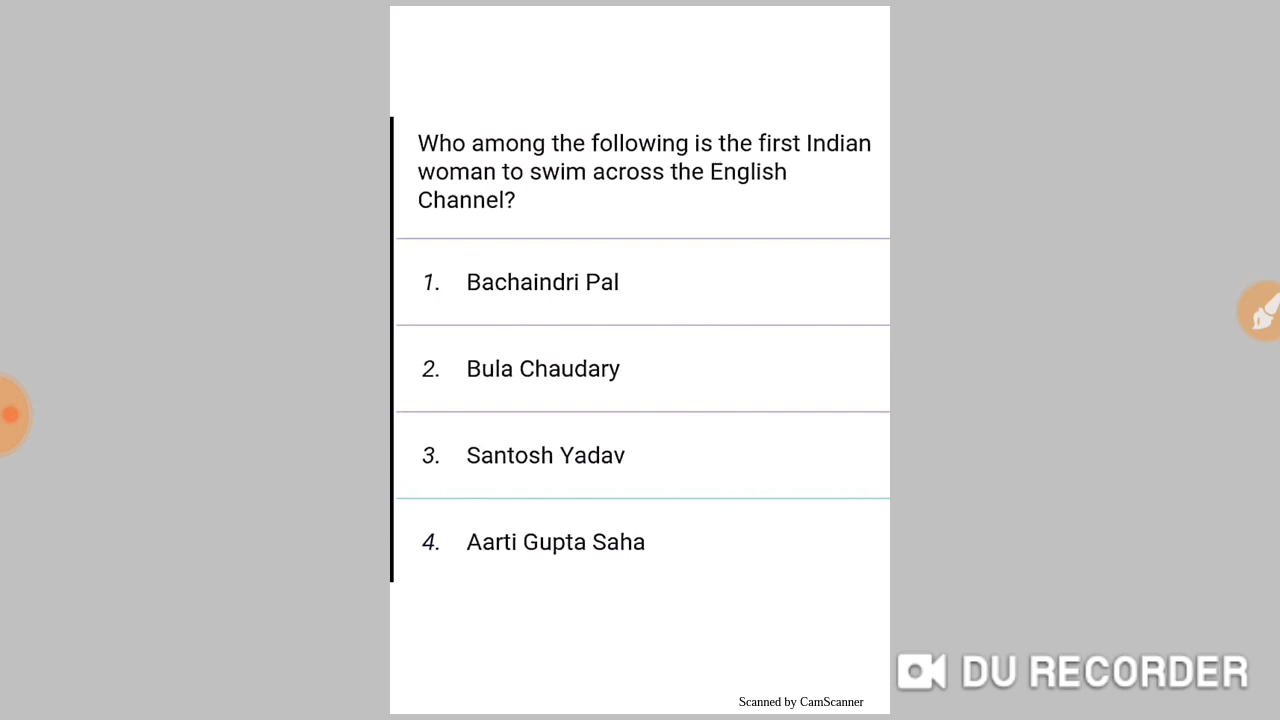 Who among the following is the first Indian
woman to swim across the English
Channel?
1. Bachaindri Pal
2. Bula Chaudary
3. Santosh Yadav
4. Aarti Gupta Saha
DU RECORDER
Scanned by CamScanner